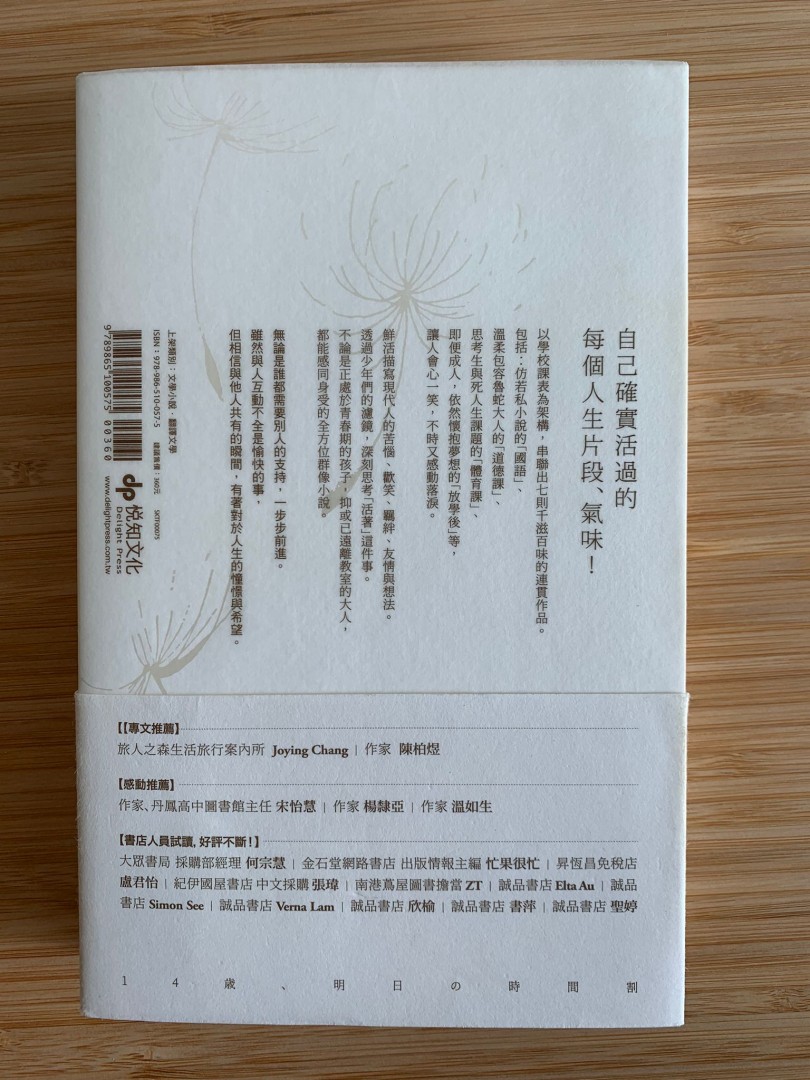 自己確實活過的
每個人生片段、氣味！
以學校課表為架構，串聯出七則千滋百味的連貫作品。
包括：仿若私小說的「國語」、
溫柔包容魯蛇大人的「道德課」、
思考生與死人生課題的「體育課」、
即便成人，依然懷抱夢想的「放學後」等，
讓人會心一笑，不時又感動落淚。
鮮活描寫現代人的苦惱、歡笑、羈絆、友情與想法。
透過少年們的濾鏡，深刻思考「活著」這件事。
不論是正處於青春期的孩子，抑或已遠離教室的大人，
都能感同身受的全方位群像小說。
無論是誰都需要別人的支持，一步步前進。
雖然與人互動不全是愉快的事，
但相信與他人共有的瞬間，有著對於人生的憧憬與希望。
上架類別：文學小說・翻譯文學
ISBN：978-986-510-057-5 建議售價：360元 SKTF00075
9 789865 100575 00360
dp 悦知文化
Delight Press
www.delightpress.com.tw
【【專文推薦】
旅人之森生活旅行案內所 Joying Chang｜作家 陳柏煜
【感動推薦】
作家、丹鳳高中圖書館主任 宋怡慧｜作家 楊隸亞｜作家 溫如生
【書店人員試讀，好評不斷！】
大眾書局 採購部經理 何宗慧｜金石堂網路書店 出版情報主編 忙果很忙｜昇恆昌免稅店
盧君怡｜紀伊國屋書店 中文採購 張瑋｜南港蔦屋圖書擔當 ZT｜誠品書店 Elta Au｜誠品
書店 Simon See｜誠品書店 Verna Lam｜誠品書店 欣榆｜誠品書店 書萍｜誠品書店 聖婷
14歲、明日の時間割